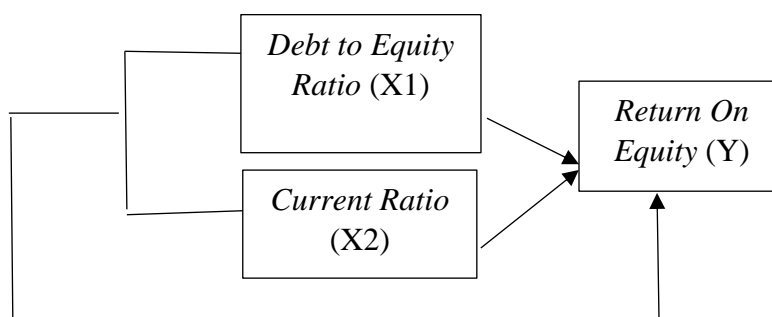 Debt to Equity
Ratio (X1)
Return On
Equity (Y)
Current Ratio
(X2)